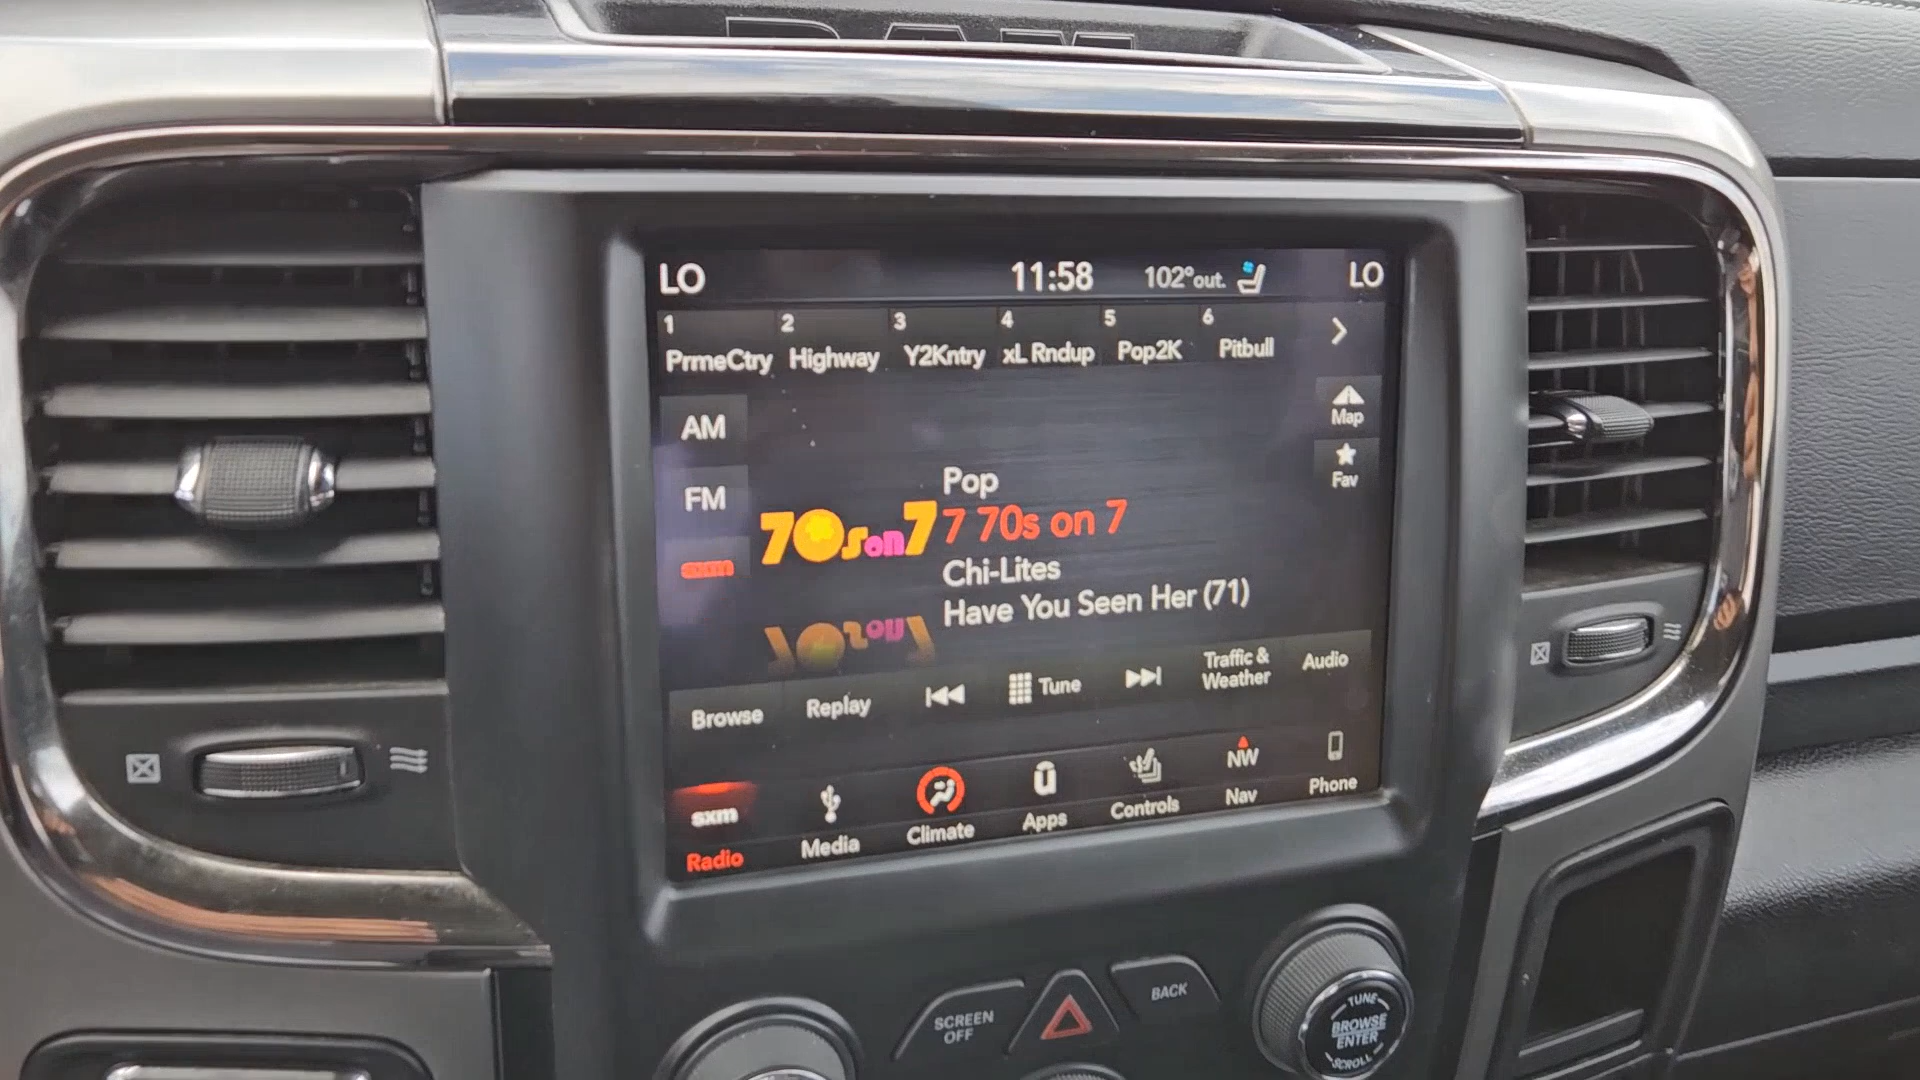 RAM
LO 11:58 102°out. LO
1 2 3 4 5 6
PrmeCtry Highway Y2Kntry xL Rndup Pop2K Pitbull
AM
Map
Fav
FM
Pop
70s on 7 7 70s on 7
sxm
Chi-Lites
Have You Seen Her (71)
Browse Replay Tune Traffic & Weather Audio
sxm
NW
Radio Media Climate Apps Controls Nav Phone
SCREEN OFF
BACK
TUNE
BROWSE
ENTER
SCROLL